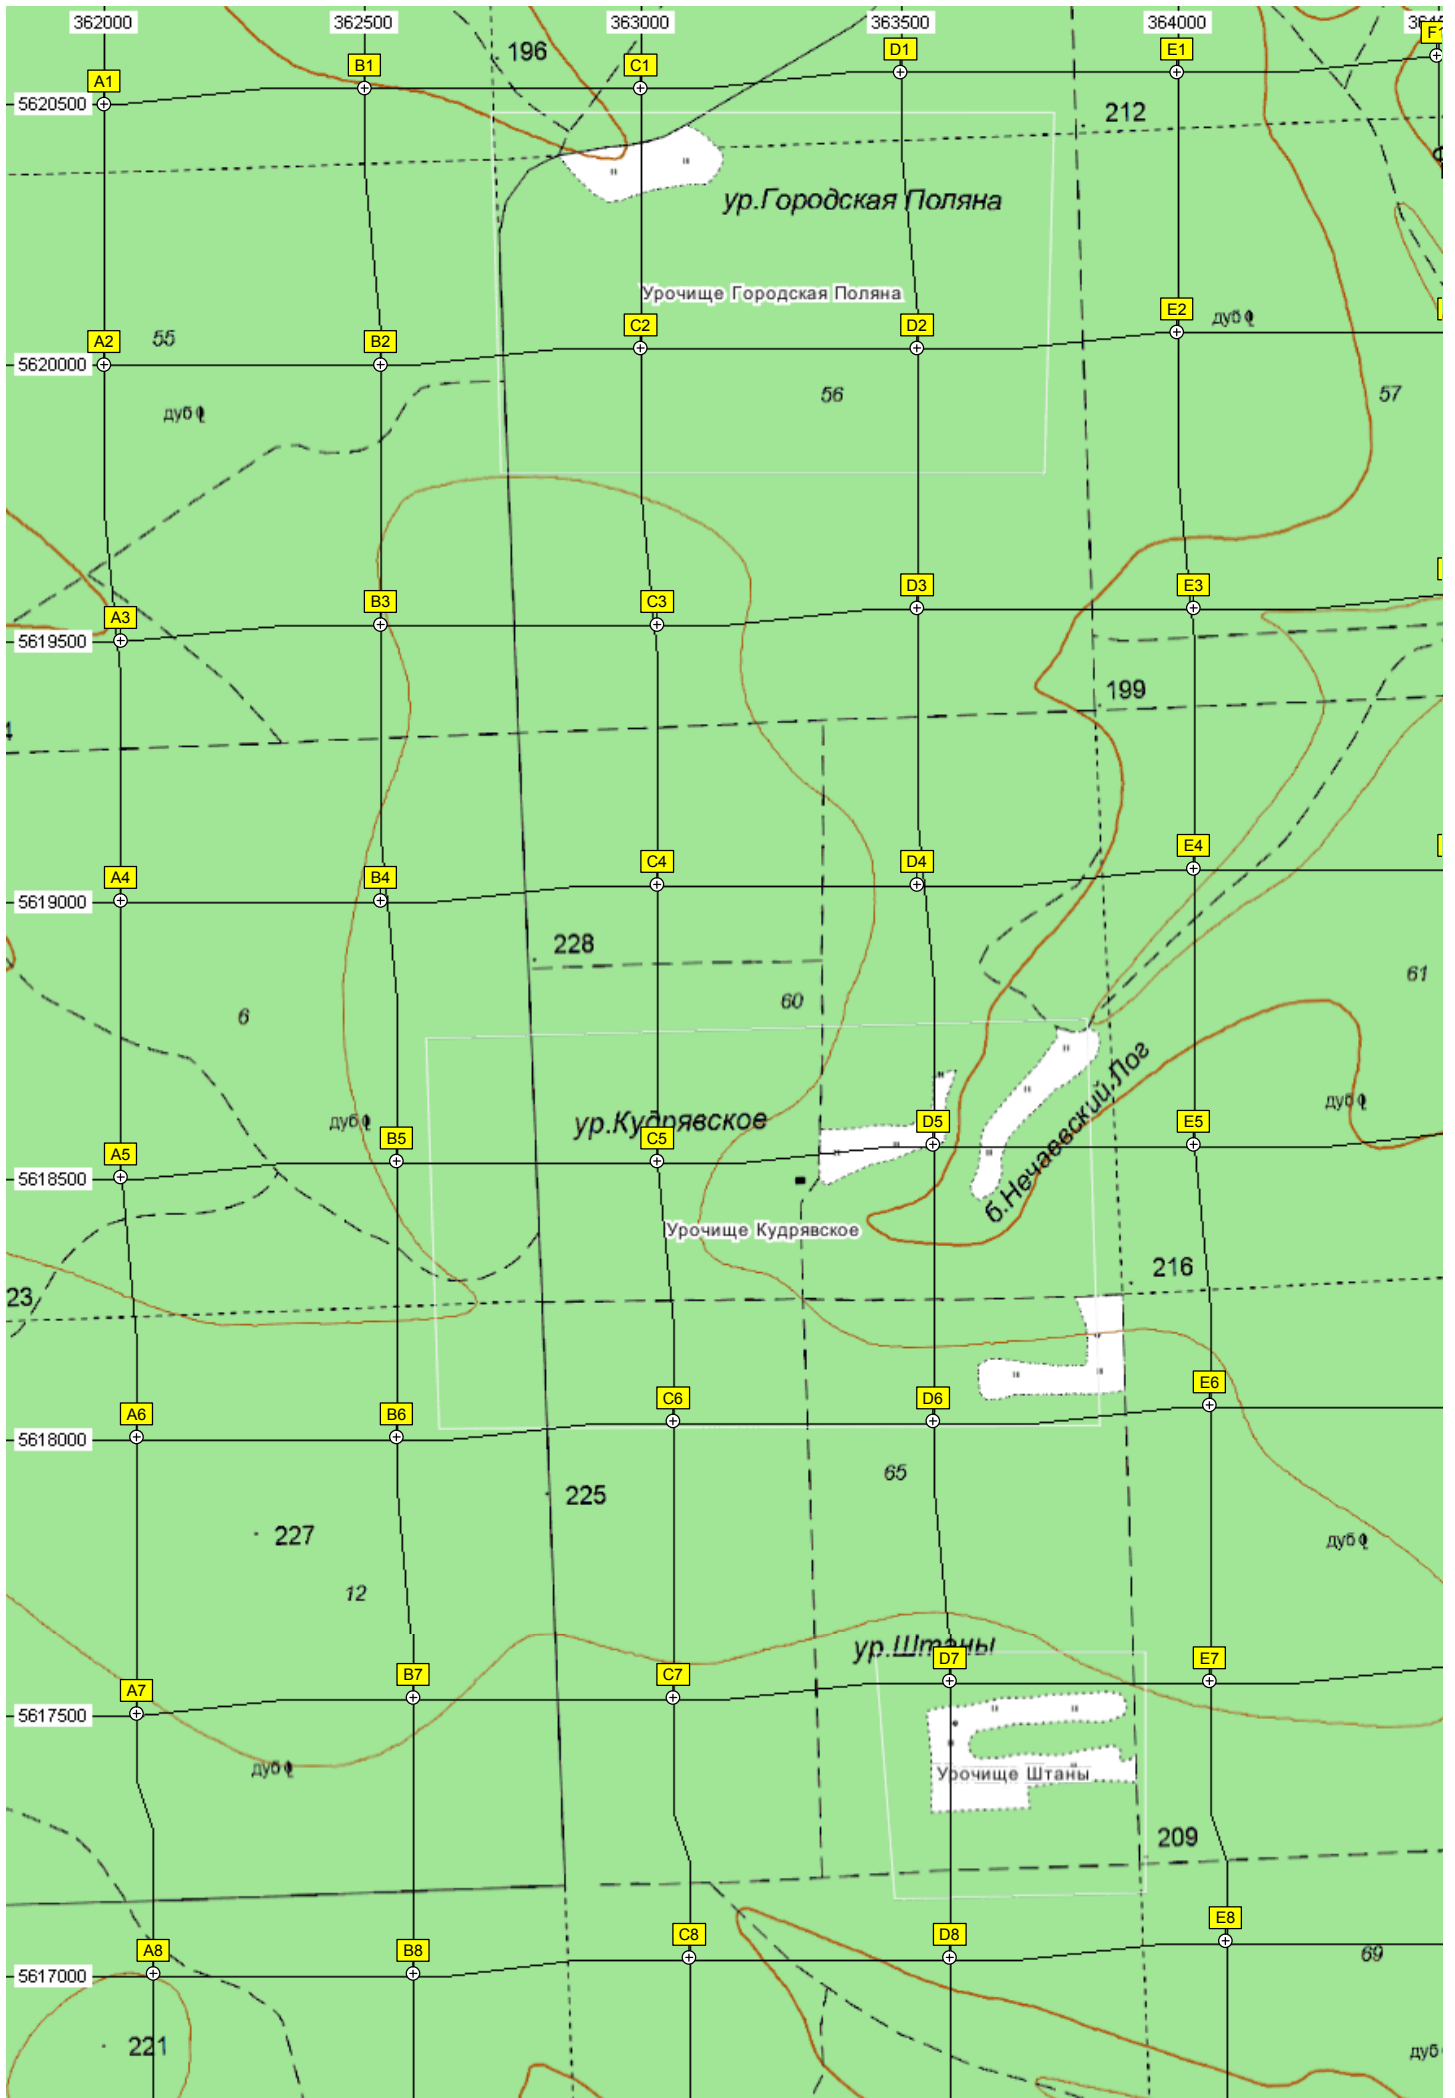 362000 362500 363000 363500 364000
F1
196
A1 B1 C1 D1 E1
5620500
212
ур.Городская Поляна
Урочище Городская Поляна
A2 B2 C2 D2 E2
55
дуб
5620000
56
57
дуб
A3 B3 C3 D3 E3
5619500
199
A4 B4 C4 D4 E4
5619000
228
60
61
6
б.Нечаевский Лог
ур.Кудрявское
дуб
дуб
A5 B5 C5 D5 E5
5618500
Урочище Кудрявское
216
23
A6 B6 C6 D6 E6
5618000
65
225
227
дуб
12
ур.Штаны
A7 B7 C7 D7 E7
5617500
дуб
Урочище Штаны
209
A8 B8 C8 D8 E8
5617000
69
221
дуб